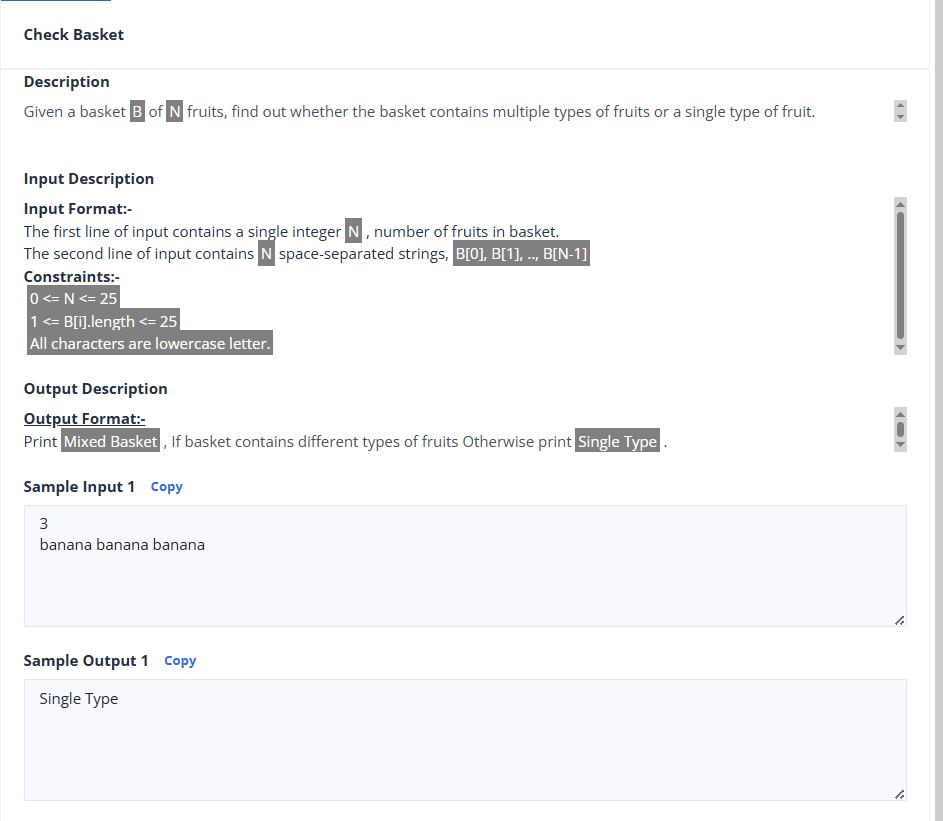 Check Basket
Description
Given a basket B of N fruits, find out whether the basket contains multiple types of fruits or a single type of fruit.
Input Description
Input Format:-
The first line of input contains a single integer N , number of fruits in basket.
The second line of input contains N space-separated strings, B[0], B[1], .., B[N-1]
Constraints:-
0 <= N <= 25
1 <= B[i].length <= 25
All characters are lowercase letter.
Output Description
Output Format:-
Print Mixed Basket , If basket contains different types of fruits Otherwise print Single Type .
Sample Input 1 Copy
3
banana banana banana
Sample Output 1 Copy
Single Type